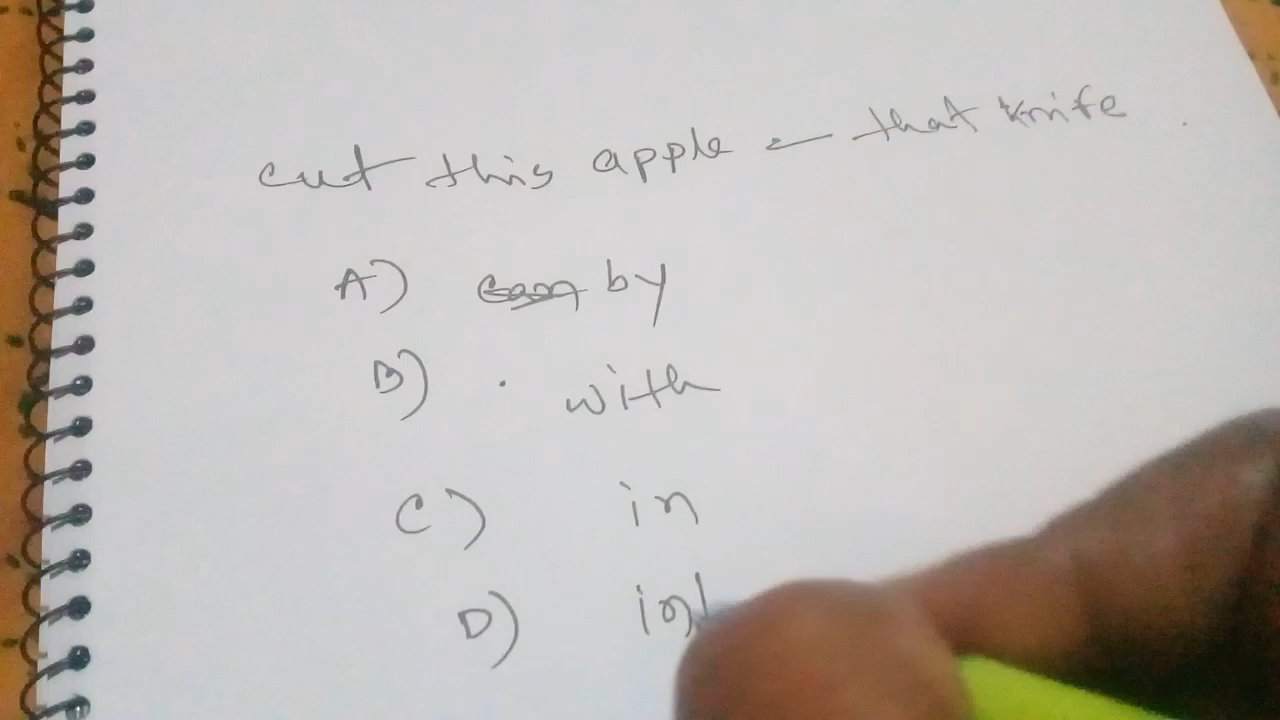 cut this apple — that knife .
A) by
B) . with
C) in
D)